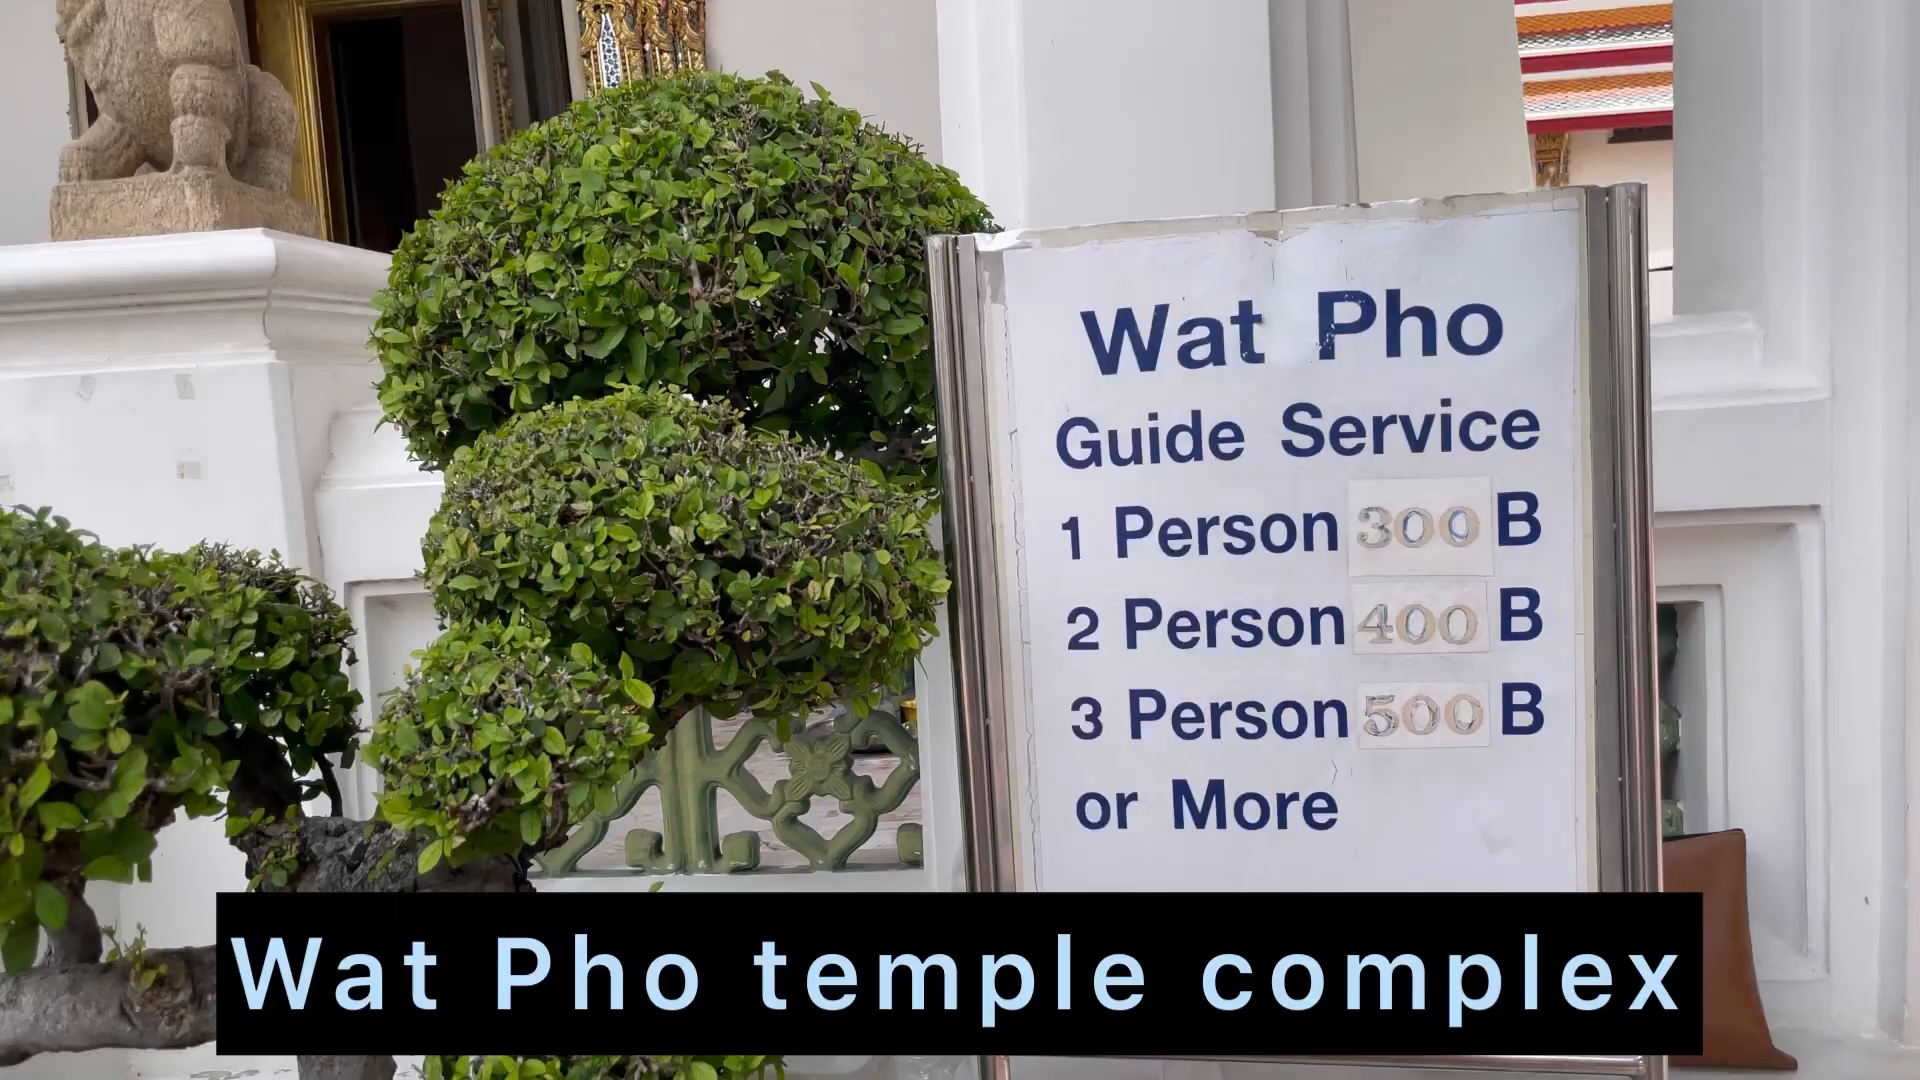 Wat Pho
Guide Service
1 Person 300 B
2 Person 400 B
3 Person 500 B
or More
Wat Pho temple complex